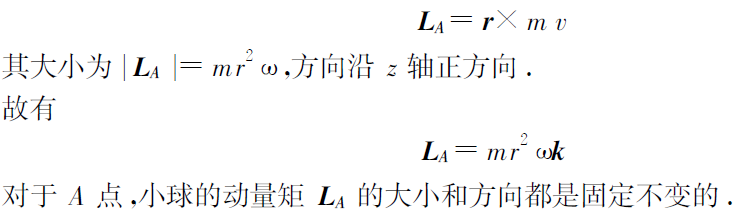 L_A = r × m v
其大小为 |L_A| = mr² ω,方向沿 z 轴正方向.
故有
L_A = mr² ωk
对于 A 点,小球的动量矩 L_A 的大小和方向都是固定不变的.